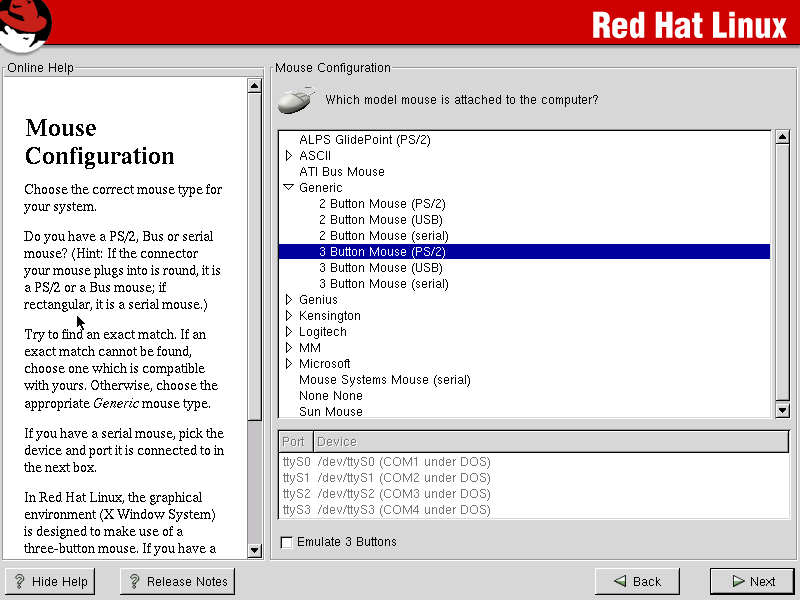 Red Hat Linux
Online Help
Mouse
Configuration
Choose the correct mouse type for
your system.
Do you have a PS/2, Bus or serial
mouse? (Hint: If the connector
your mouse plugs into is round, it is
a PS/2 or a Bus mouse; if
rectangular, it is a serial mouse.)
Try to find an exact match. If an
exact match cannot be found,
choose one which is compatible
with yours. Otherwise, choose the
appropriate Generic mouse type.
If you have a serial mouse, pick the
device and port it is connected to in
the next box.
In Red Hat Linux, the graphical
environment (X Window System)
is designed to make use of a
three-button mouse. If you have a
Mouse Configuration
Which model mouse is attached to the computer?
ALPS GlidePoint (PS/2)
ASCII
ATI Bus Mouse
Generic
2 Button Mouse (PS/2)
2 Button Mouse (USB)
2 Button Mouse (serial)
3 Button Mouse (PS/2)
3 Button Mouse (USB)
3 Button Mouse (serial)
Genius
Kensington
Logitech
MM
Microsoft
Mouse Systems Mouse (serial)
None None
Sun Mouse
Port Device
ttyS0 /dev/ttyS0 (COM1 under DOS)
ttyS1 /dev/ttyS1 (COM2 under DOS)
ttyS2 /dev/ttyS2 (COM3 under DOS)
ttyS3 /dev/ttyS3 (COM4 under DOS)
Emulate 3 Buttons
Hide Help Release Notes Back Next